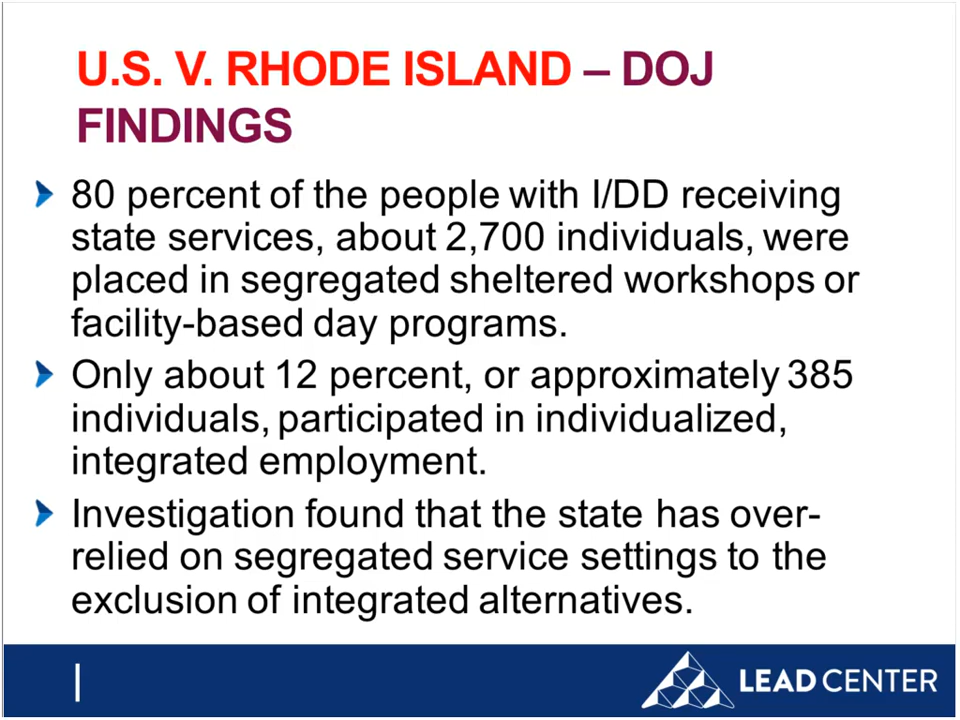 U.S. V. RHODE ISLAND – DOJ
FINDINGS
80 percent of the people with I/DD receiving
state services, about 2,700 individuals, were
placed in segregated sheltered workshops or
facility-based day programs.
Only about 12 percent, or approximately 385
individuals, participated in individualized,
integrated employment.
Investigation found that the state has over-
relied on segregated service settings to the
exclusion of integrated alternatives.
LEAD CENTER